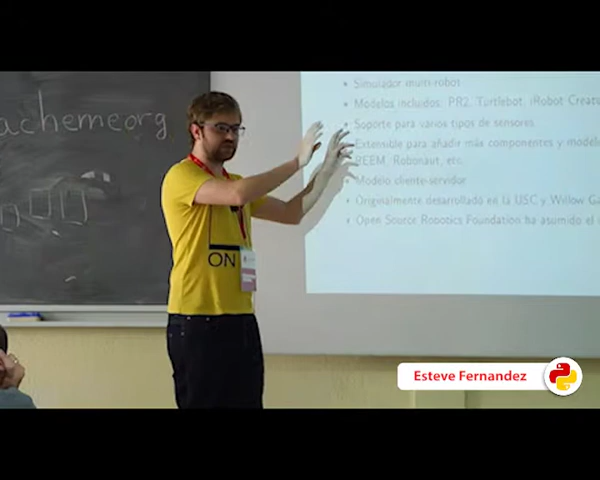 achemeorg
Simulador multi-robot
Modelos incluidos: PR2, Turtlebot, iRobot Create
Soporte para varios tipos de sensores
Extensible para añadir más componentes y model
REEM, Robonaut, etc.
Modelo cliente-servidor
Originalmente desarrollado en la USC y Willow Ga
Open Source Robotics Foundation ha asumido el
ON
Esteve Fernandez